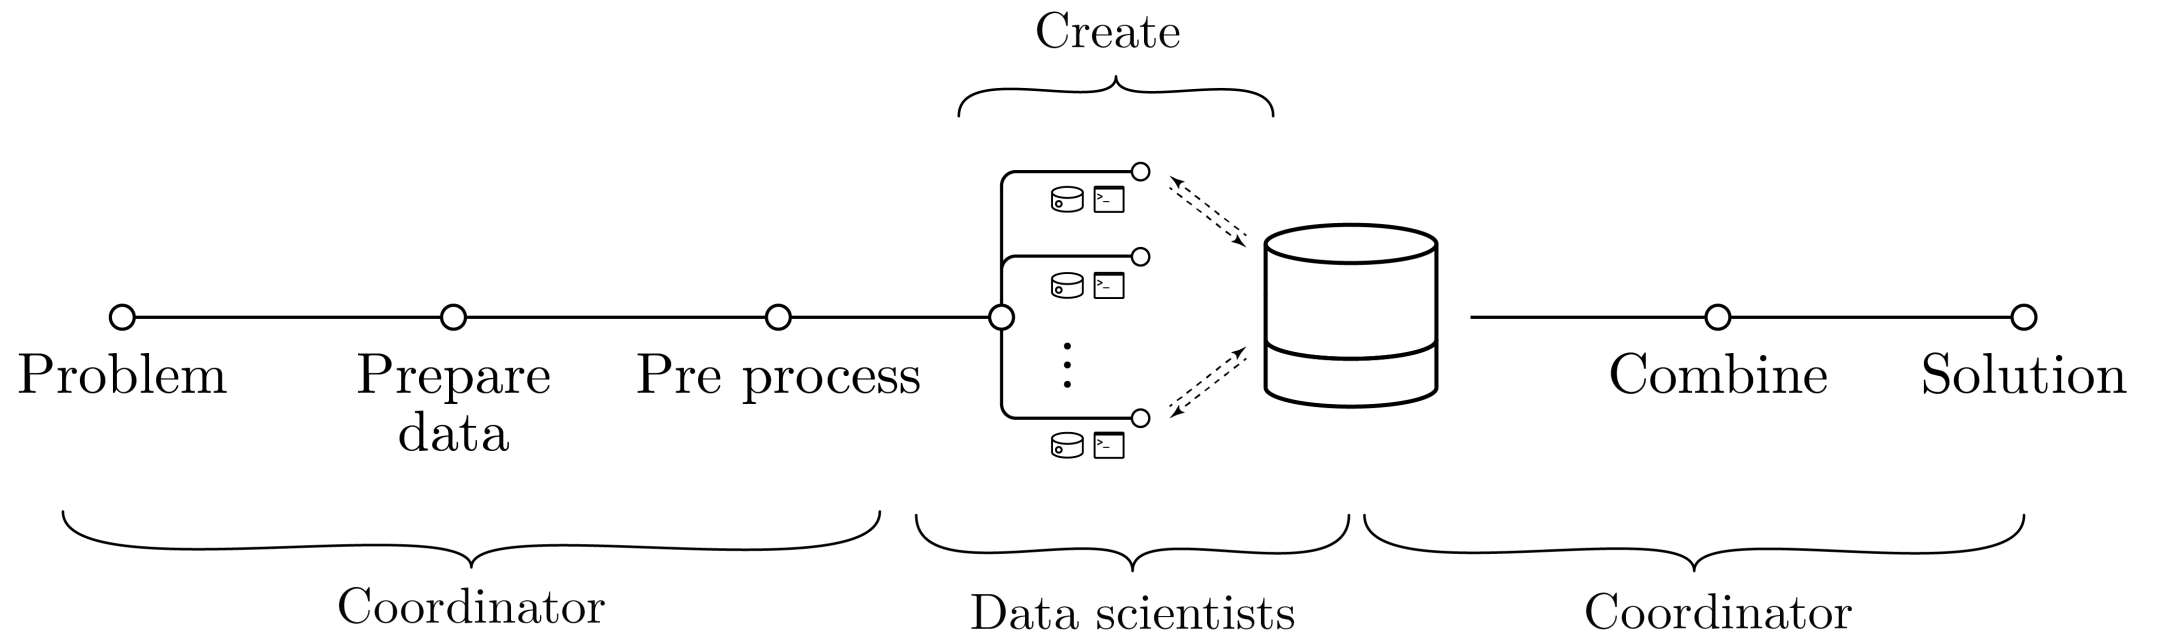 Create
>_
>_
>_
Problem
Prepare
data
Pre process
Combine
Solution
Coordinator
Data scientists
Coordinator